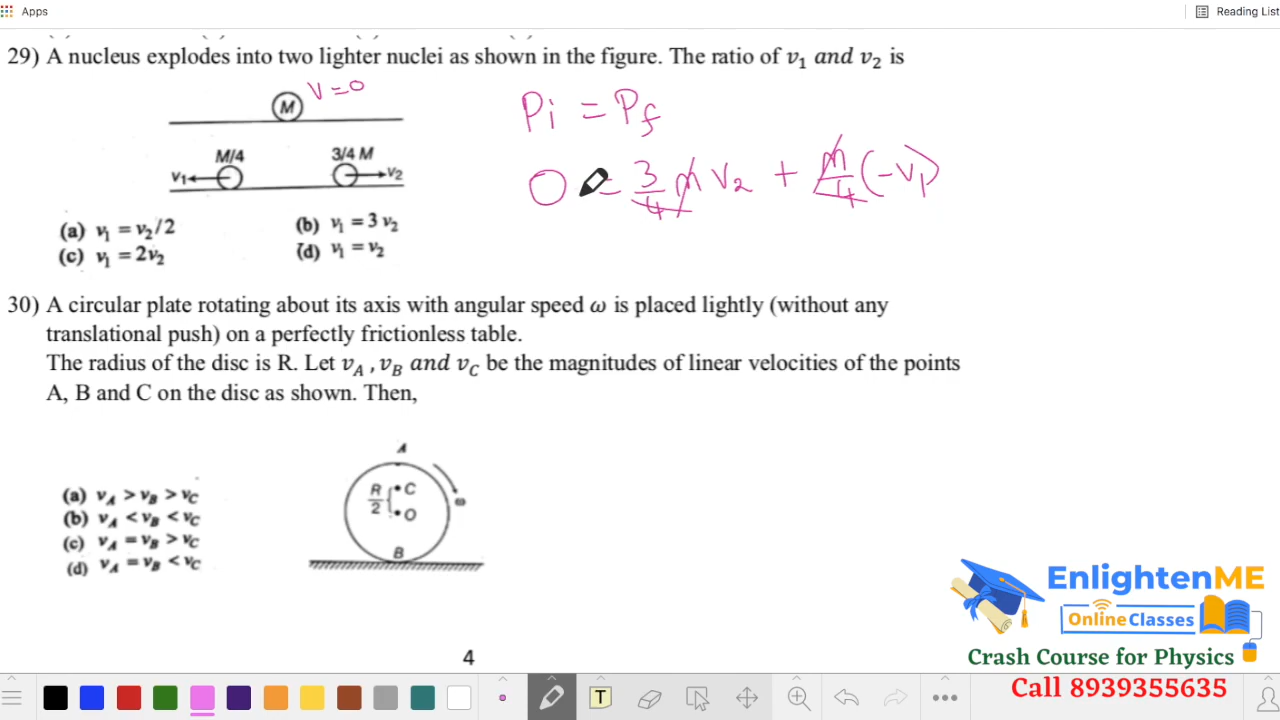 Apps
Reading List
29) A nucleus explodes into two lighter nuclei as shown in the figure. The ratio of v₁ and v₂ is
M
V = 0
Pi = Pf
M/4
3/4 M
V₁
V₂
0 = 3/4 m V₂ + m/4 (-V₁)
(a) v₁ = v₂/2
(b) v₁ = 3 v₂
(c) v₁ = 2v₂
(d) v₁ = v₂
30) A circular plate rotating about its axis with angular speed ω is placed lightly (without any
translational push) on a perfectly frictionless table.
The radius of the disc is R. Let v_A , v_B and v_C be the magnitudes of linear velocities of the points
A, B and C on the disc as shown. Then,
A
R/2
C
O
ω
B
(a) v_A > v_B > v_C
(b) v_A < v_B < v_C
(c) v_A = v_B > v_C
(d) v_A = v_B < v_C
EnlightenME
Online Classes
Crash Course for Physics
Call 8939355635
4
T